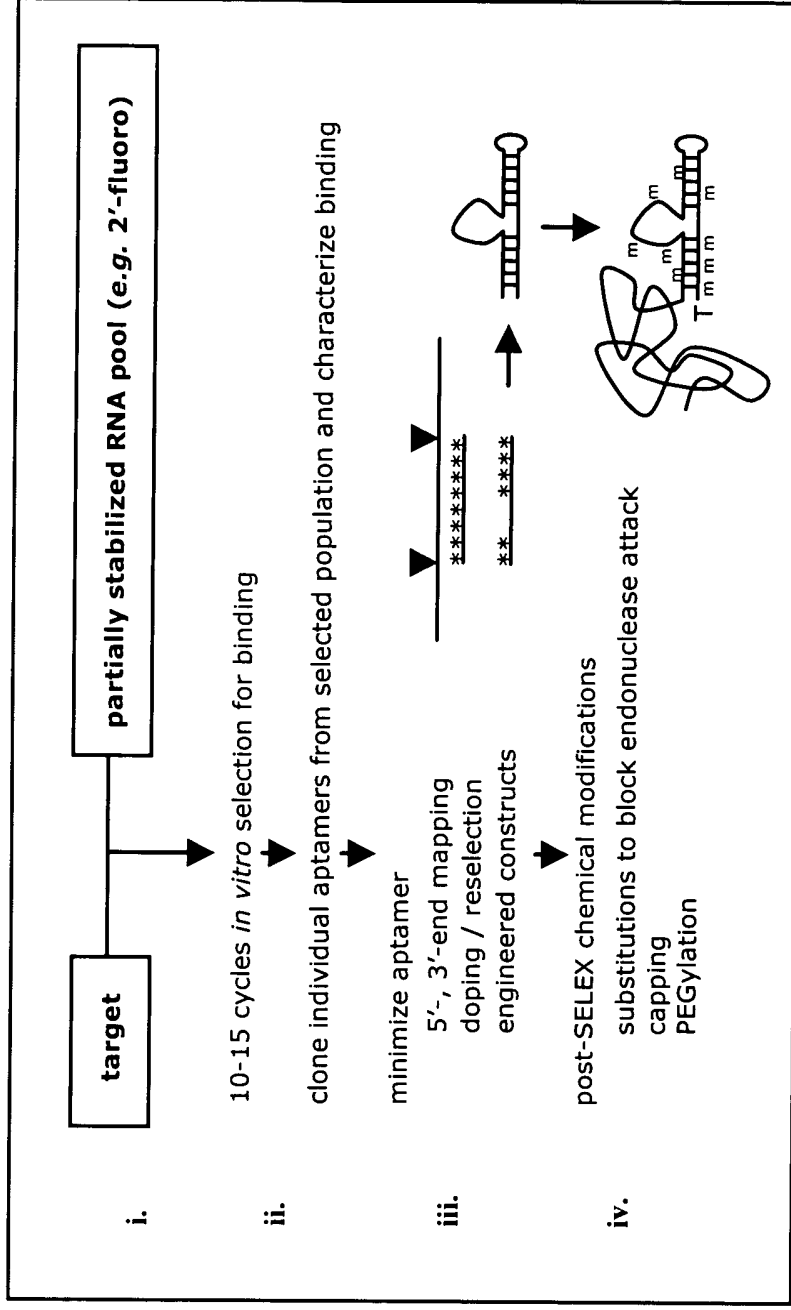 i.
target
partially stabilized RNA pool (e.g. 2′-fluoro)
10-15 cycles in vitro selection for binding
ii.
clone individual aptamers from selected population and characterize binding
iii.
minimize aptamer
5′-, 3′-end mapping
doping / reselection
engineered constructs
*********
** ****
iv.
post-SELEX chemical modifications
substitutions to block endonuclease attack
capping
PEGylation
T
m
m
m
m
m
m
m
m